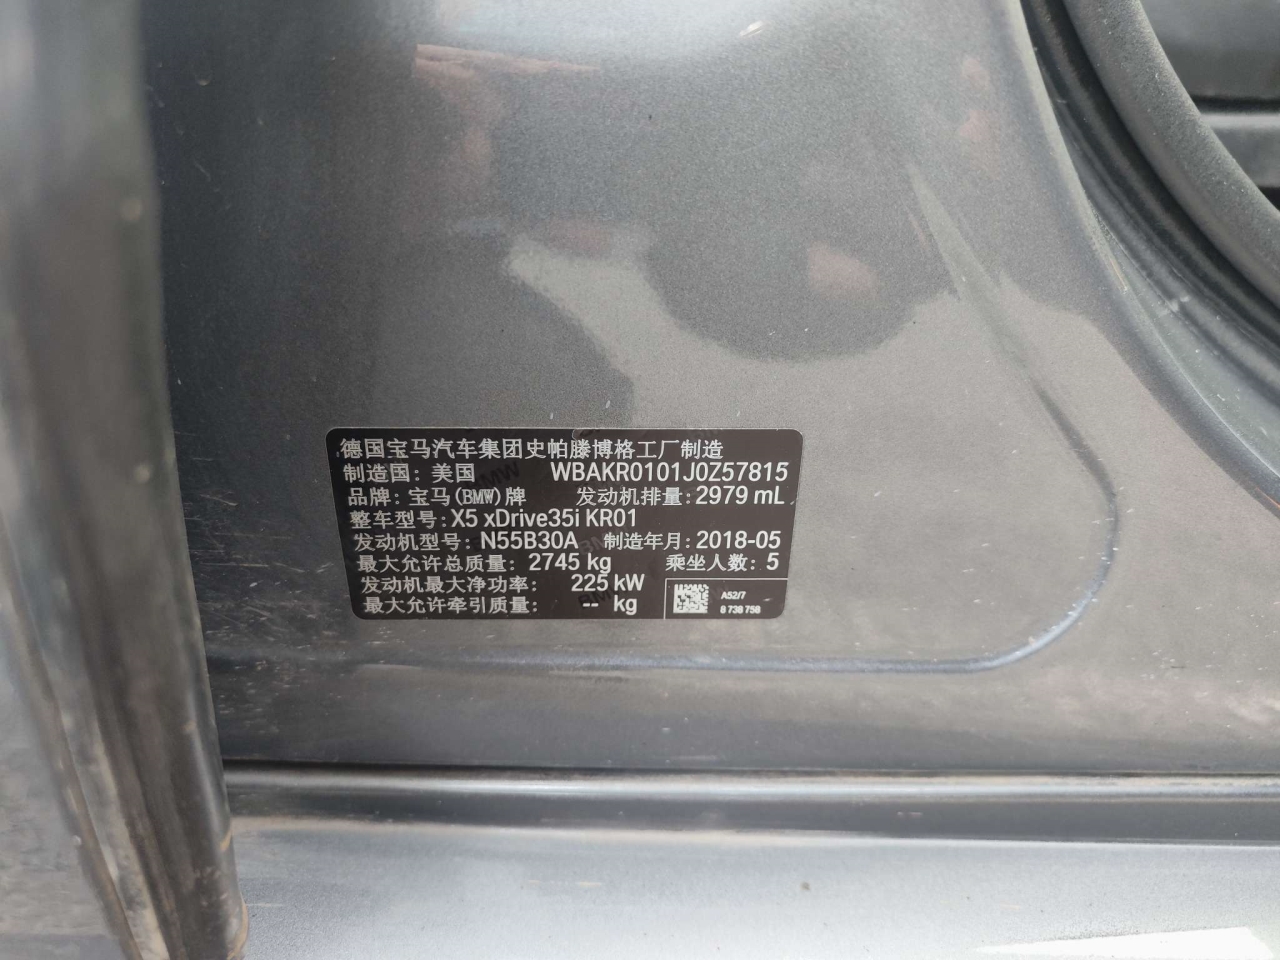 德国宝马汽车集团史帕滕博格工厂制造
制造国：美国 WBAKR0101J0Z57815
品牌：宝马(BMW)牌 发动机排量：2979 mL
整车型号：X5 xDrive35i KR01
发动机型号：N55B30A 制造年月：2018-05
最大允许总质量：2745 kg 乘坐人数：5
发动机最大净功率： 225 kW
最大允许牵引质量： -- kg
A52/7
8 738 758